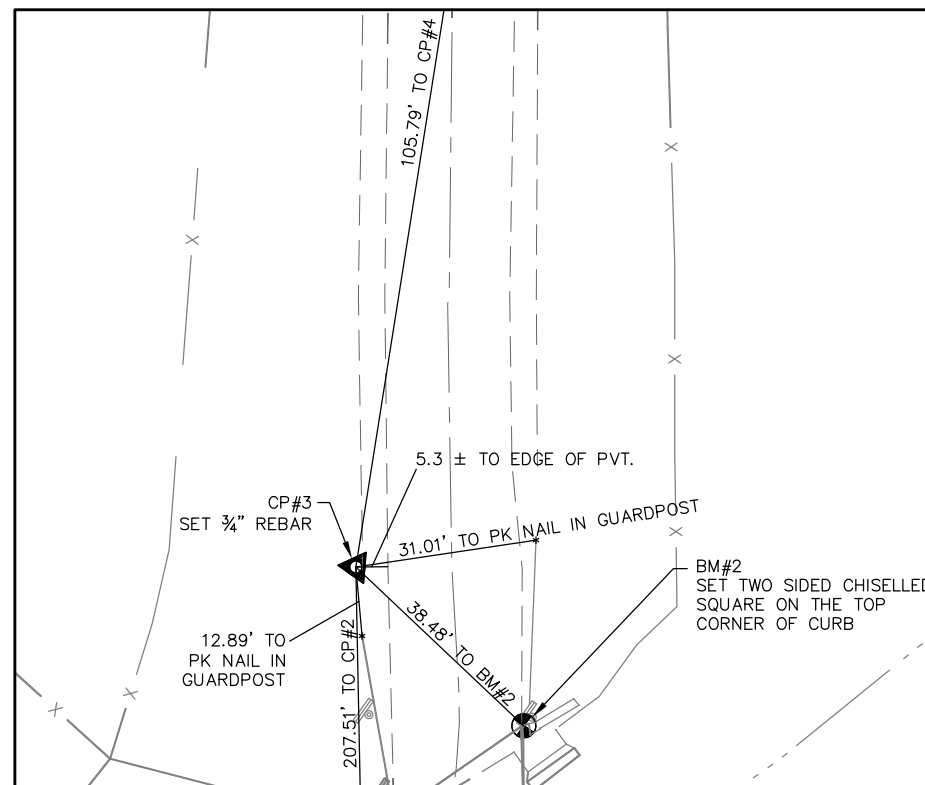 105.79' TO CP#4
X
X
X
5.3 ± TO EDGE OF PVT.
CP#3
SET ¾" REBAR
31.01' TO PK NAIL IN GUARDPOST
X
BM#2
SET TWO SIDED CHISELLED
SQUARE ON THE TOP
CORNER OF CURB
38.48' TO BM#2
12.89' TO
PK NAIL IN
GUARDPOST
207.51' TO CP#2
X
X